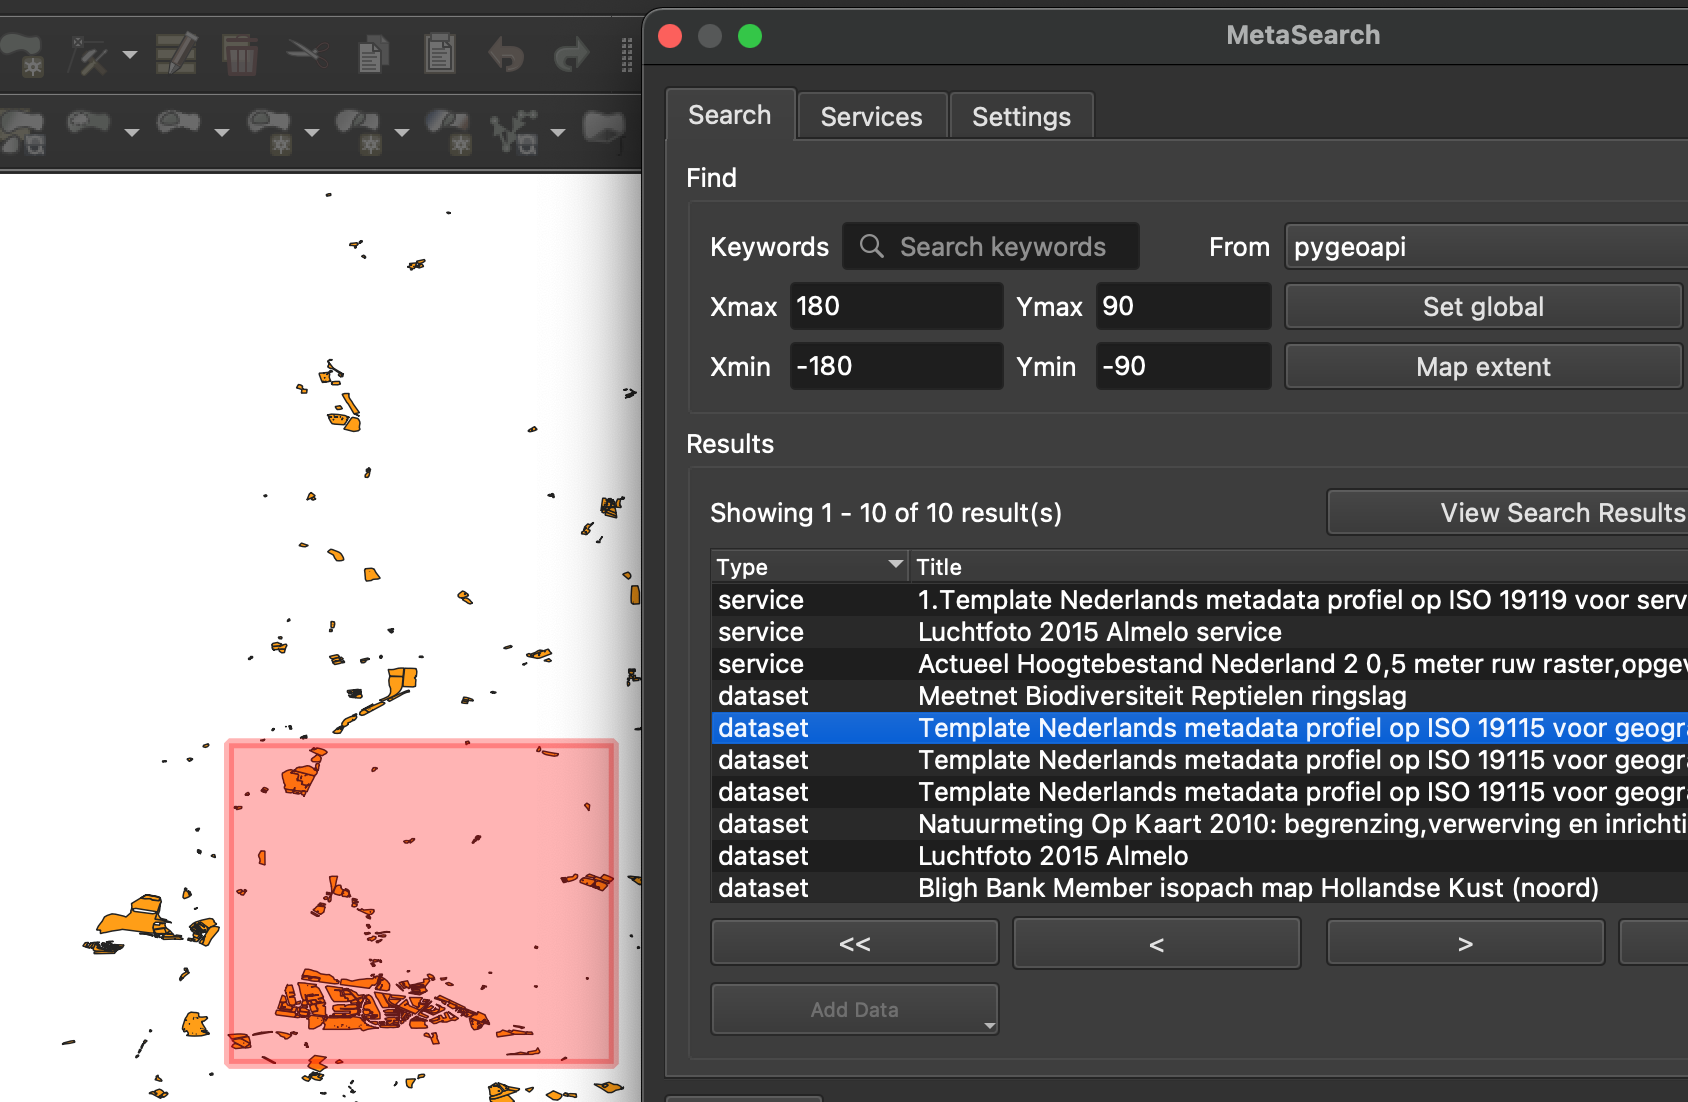 MetaSearch
Search Services Settings
Find
Keywords Search keywords From pygeoapi
Xmax 180 Ymax 90 Set global
Xmin -180 Ymin -90 Map extent
Results
Showing 1 - 10 of 10 result(s) View Search Results
Type Title
service 1.Template Nederlands metadata profiel op ISO 19119 voor serv
service Luchtfoto 2015 Almelo service
service Actueel Hoogtebestand Nederland 2 0,5 meter ruw raster,opgev
dataset Meetnet Biodiversiteit Reptielen ringslag
dataset Template Nederlands metadata profiel op ISO 19115 voor geogra
dataset Template Nederlands metadata profiel op ISO 19115 voor geogra
dataset Template Nederlands metadata profiel op ISO 19115 voor geogra
dataset Natuurmeting Op Kaart 2010: begrenzing,verwerving en inrichti
dataset Luchtfoto 2015 Almelo
dataset Bligh Bank Member isopach map Hollandse Kust (noord)
<< < >
Add Data